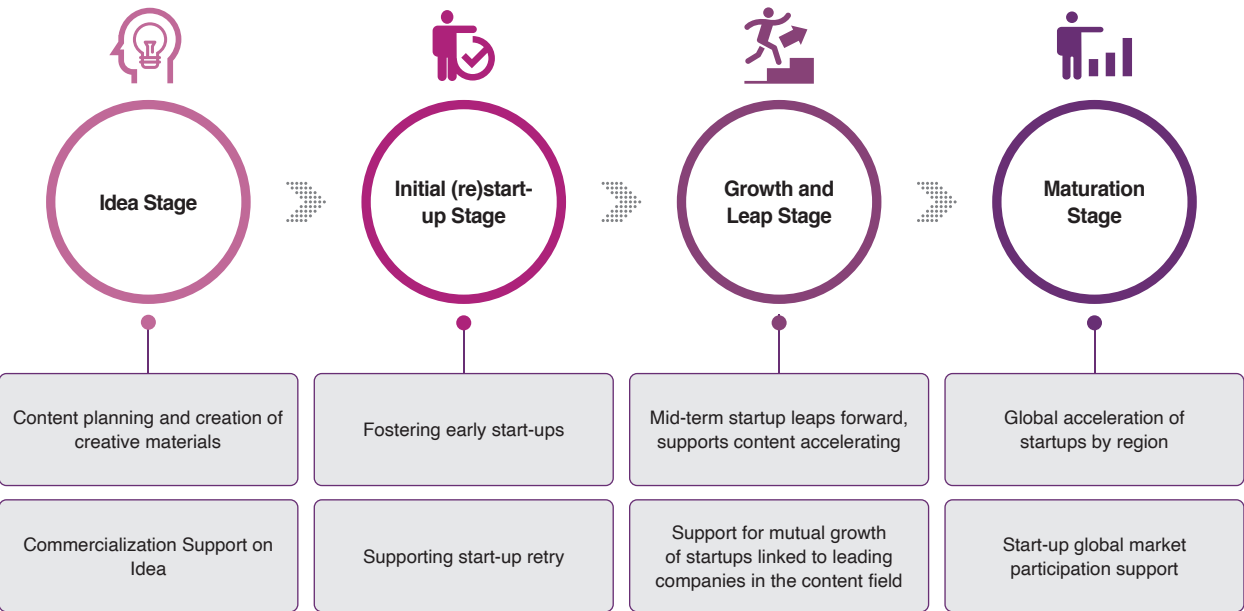 Idea Stage
Initial (re)start-
up Stage
Growth and
Leap Stage
Maturation
Stage
Content planning and creation of
creative materials
Fostering early start-ups
Mid-term startup leaps forward,
supports content accelerating
Global acceleration of
startups by region
Commercialization Support on
Idea
Supporting start-up retry
Support for mutual growth
of startups linked to leading
companies in the content field
Start-up global market
participation support